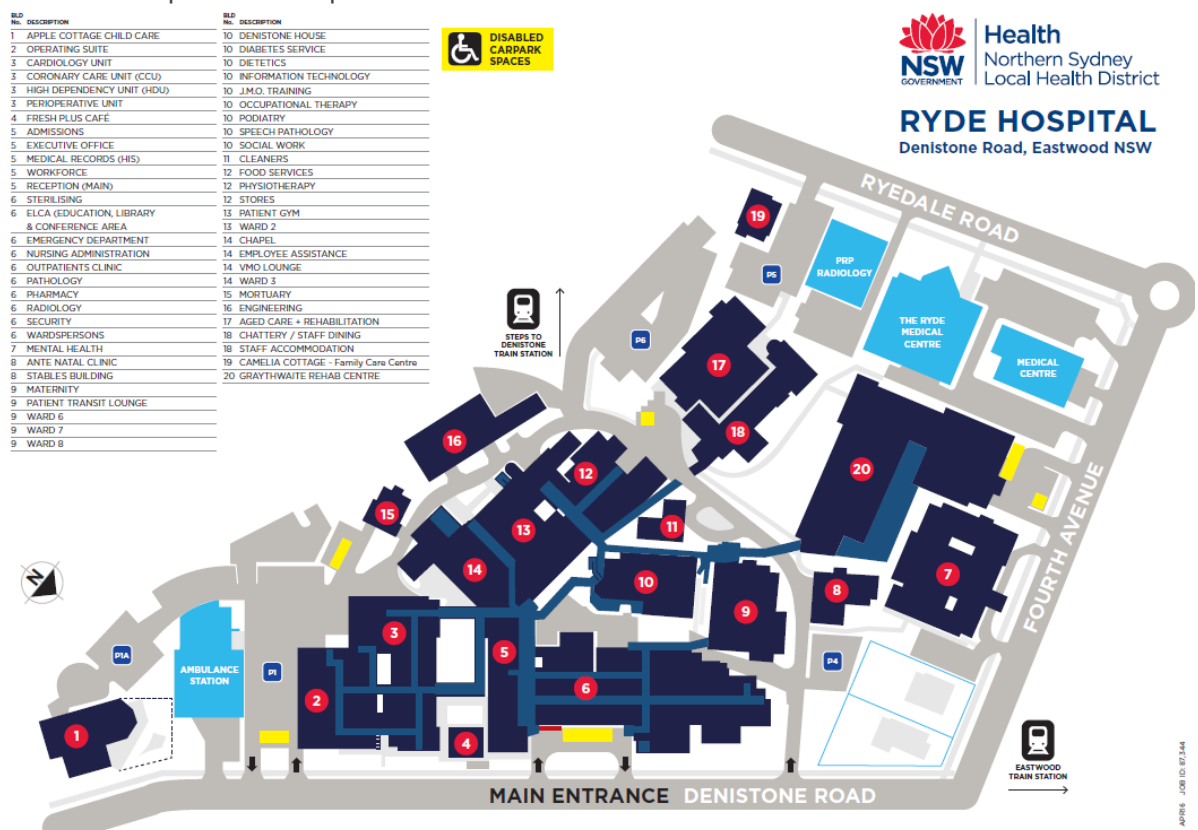 BLD
No. DESCRIPTION
1 APPLE COTTAGE CHILD CARE
2 OPERATING SUITE
3 CARDIOLOGY UNIT
3 CORONARY CARE UNIT (CCU)
3 HIGH DEPENDENCY UNIT (HDU)
3 PERIOPERATIVE UNIT
4 FRESH PLUS CAFÉ
5 ADMISSIONS
5 EXECUTIVE OFFICE
5 MEDICAL RECORDS (HIS)
5 WORKFORCE
5 RECEPTION (MAIN)
6 STERILISING
6 ELCA (EDUCATION, LIBRARY
& CONFERENCE AREA
6 EMERGENCY DEPARTMENT
6 NURSING ADMINISTRATION
6 OUTPATIENTS CLINIC
6 PATHOLOGY
6 PHARMACY
6 RADIOLOGY
6 SECURITY
6 WARDSPERSONS
7 MENTAL HEALTH
8 ANTE NATAL CLINIC
8 STABLES BUILDING
9 MATERNITY
9 PATIENT TRANSIT LOUNGE
9 WARD 6
9 WARD 7
9 WARD 8
BLD
No. DESCRIPTION
10 DENISTONE HOUSE
10 DIABETES SERVICE
10 DIETETICS
10 INFORMATION TECHNOLOGY
10 J.M.O. TRAINING
10 OCCUPATIONAL THERAPY
10 PODIATRY
10 SPEECH PATHOLOGY
10 SOCIAL WORK
11 CLEANERS
12 FOOD SERVICES
12 PHYSIOTHERAPY
12 STORES
13 PATIENT GYM
13 WARD 2
14 CHAPEL
14 EMPLOYEE ASSISTANCE
14 VMO LOUNGE
14 WARD 3
15 MORTUARY
16 ENGINEERING
17 AGED CARE + REHABILITATION
18 CHATTERY / STAFF DINING
18 STAFF ACCOMMODATION
19 CAMELIA COTTAGE - Family Care Centre
20 GRAYTHWAITE REHAB CENTRE
DISABLED
CARPARK
SPACES
NSW
GOVERNMENT
Health
Northern Sydney
Local Health District
RYDE HOSPITAL
Denistone Road, Eastwood NSW
RYEDALE ROAD
19
PRP
RADIOLOGY
P5
THE RYDE
MEDICAL
CENTRE
MEDICAL
CENTRE
STEPS TO
DENISTONE
TRAIN STATION
P6
17
18
16
12
20
15
13
11
FOURTH AVENUE
N
14
10
7
8
9
3
5
P1A
AMBULANCE
STATION
P1
P4
6
2
1
4
EASTWOOD
TRAIN STATION
MAIN ENTRANCE DENISTONE ROAD
APR16 JOB ID: 87,344